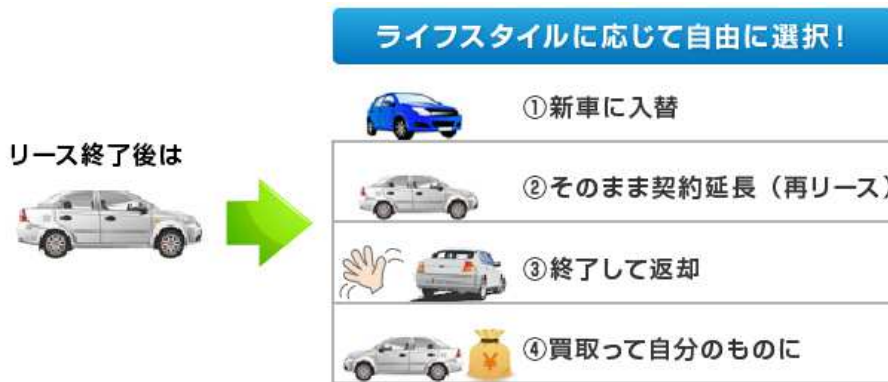 ライフスタイルに応じて自由に選択！
①新車に入替
リース終了後は
②そのまま契約延長（再リース）
③終了して返却
¥
④買取って自分のものに